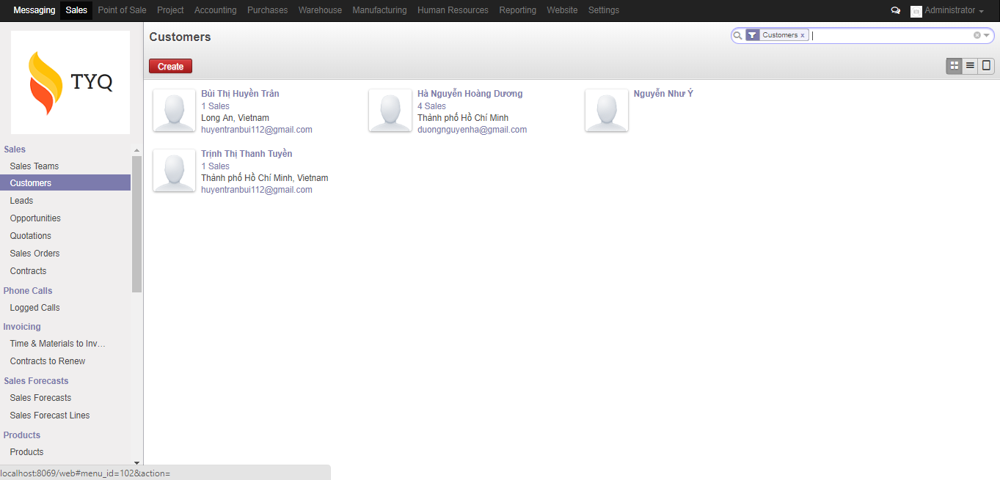 Messaging Sales Point of Sale Project Accounting Purchases Warehouse Manufacturing Human Resources Reporting Website Settings Administrator
TYQ
Customers
Customers x
Create
Sales
Sales Teams
Customers
Leads
Opportunities
Quotations
Sales Orders
Contracts
Phone Calls
Logged Calls
Invoicing
Time & Materials to Inv…
Contracts to Renew
Sales Forecasts
Sales Forecasts
Sales Forecast Lines
Products
Products
Bùi Thị Huyền Trân
1 Sales
Long An, Vietnam
huyentranbui112@gmail.com
Hà Nguyễn Hoàng Dương
4 Sales
Thành phố Hồ Chí Minh
duongnguyenha@gmail.com
Nguyễn Như Ý
Trịnh Thị Thanh Tuyền
1 Sales
Thành phố Hồ Chí Minh, Vietnam
huyentranbui112@gmail.com
localhost:8069/web#menu_id=102&action=